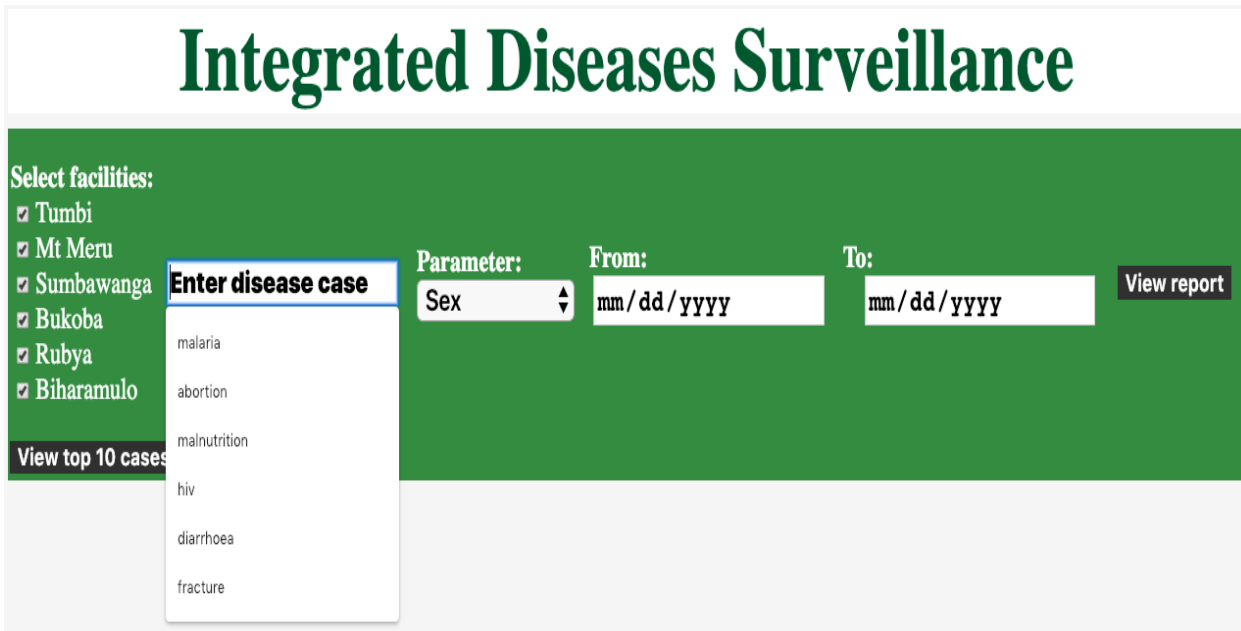 Integrated Diseases Surveillance
Select facilities:
Tumbi
Mt Meru
Sumbawanga
Bukoba
Rubya
Biharamulo
View top 10 cases
Enter disease case
malaria
abortion
malnutrition
hiv
diarrhoea
fracture
Parameter:
Sex
From:
mm/dd/yyyy
To:
mm/dd/yyyy
View report